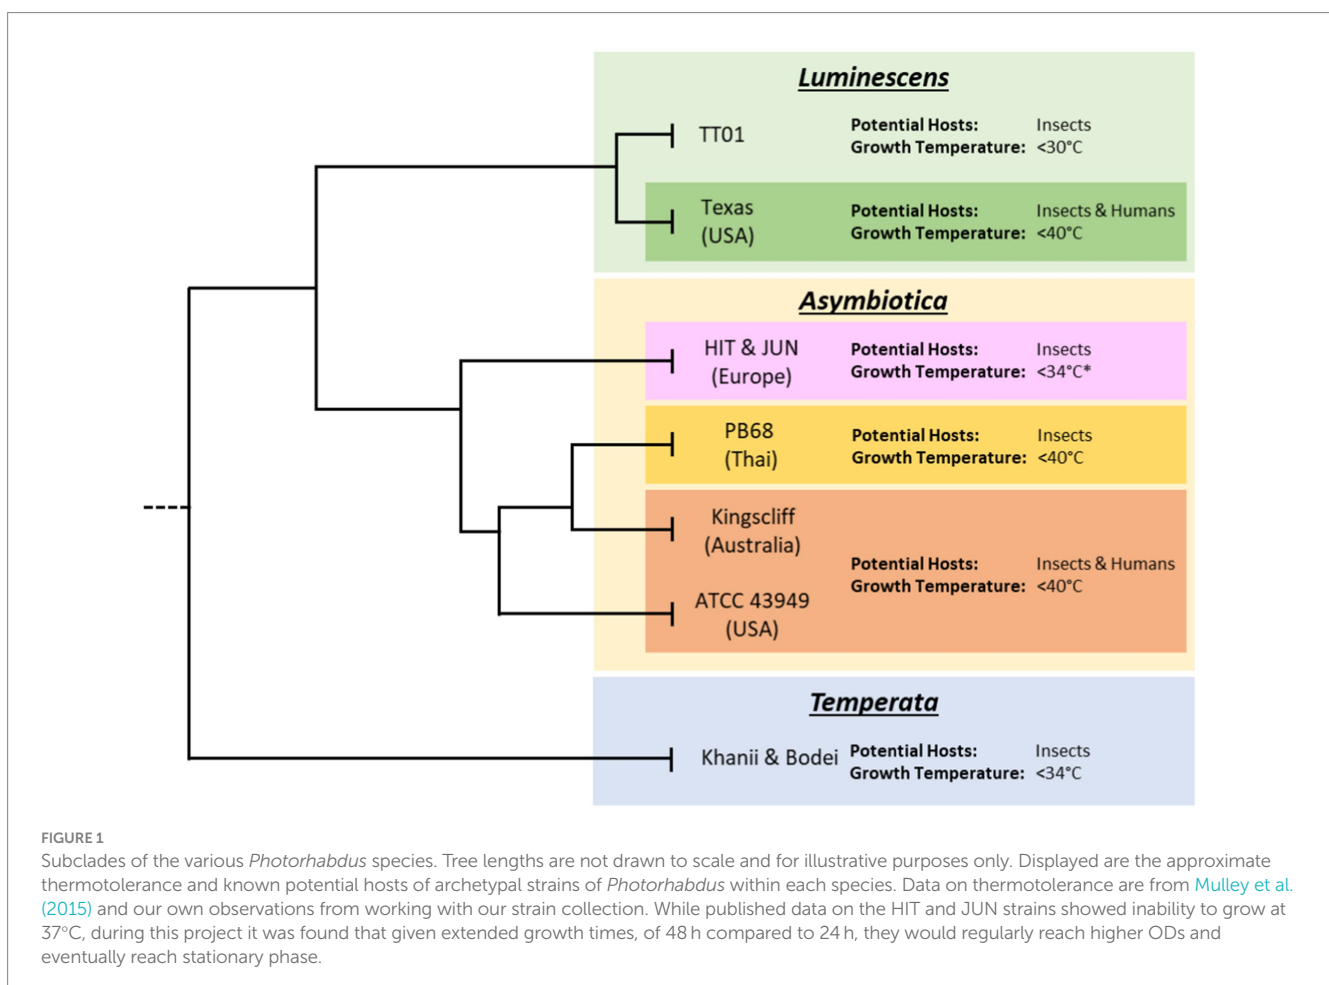 Luminescens
TT01
Potential Hosts: Insects
Growth Temperature: <30°C
Texas
(USA)
Potential Hosts: Insects & Humans
Growth Temperature: <40°C
Asymbiotica
HIT & JUN
(Europe)
Potential Hosts: Insects
Growth Temperature: <34°C*
PB68
(Thai)
Potential Hosts: Insects
Growth Temperature: <40°C
Kingscliff
(Australia)
ATCC 43949
(USA)
Potential Hosts: Insects & Humans
Growth Temperature: <40°C
Temperata
Khanii & Bodei
Potential Hosts: Insects
Growth Temperature: <34°C
FIGURE 1
Subclades of the various Photorhabdus species. Tree lengths are not drawn to scale and for illustrative purposes only. Displayed are the approximate
thermotolerance and known potential hosts of archetypal strains of Photorhabdus within each species. Data on thermotolerance are from Mulley et al.
(2015) and our own observations from working with our strain collection. While published data on the HIT and JUN strains showed inability to grow at
37°C, during this project it was found that given extended growth times, of 48 h compared to 24 h, they would regularly reach higher ODs and
eventually reach stationary phase.